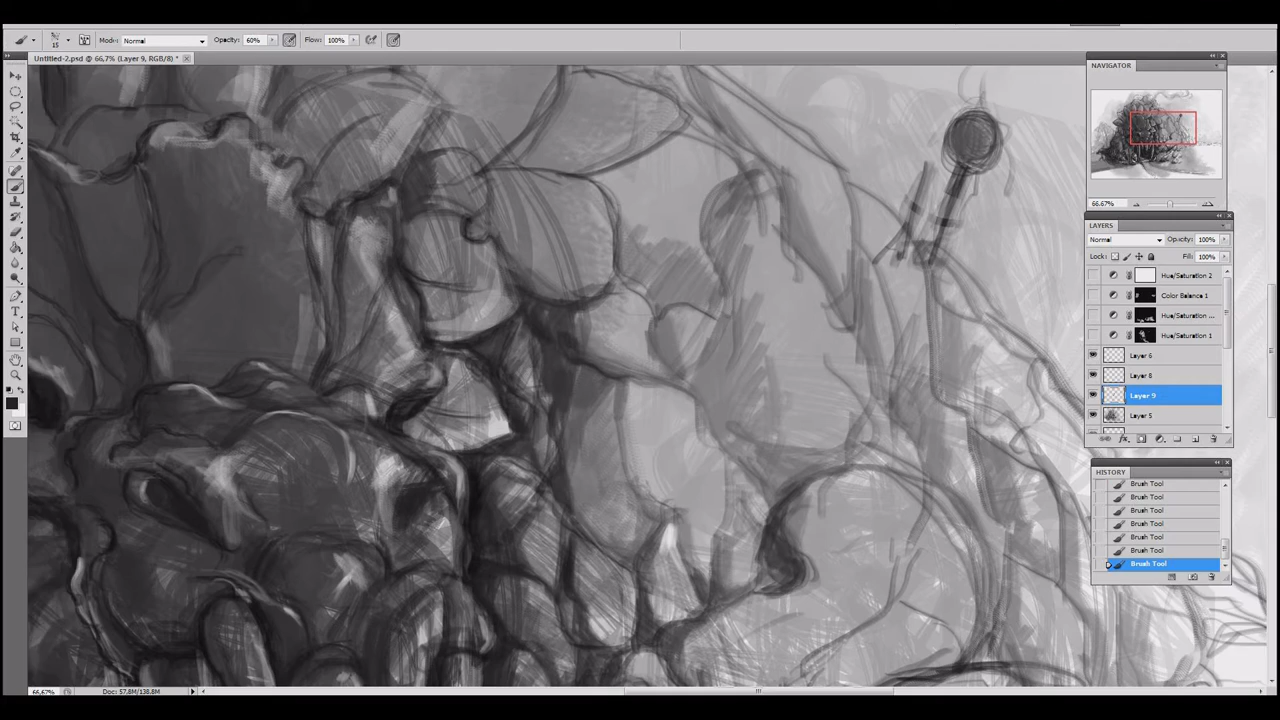 15 Mode: Normal Opacity: 60% Flow: 100%
Untitled-2.psd @ 66,7% (Layer 9, RGB/8) *
NAVIGATOR
66.67%
LAYERS
Normal Opacity: 100%
Lock: Fill: 100%
Hue/Saturation 2
Color Balance 1
Hue/Saturation ...
Hue/Saturation 1
Layer 6
Layer 8
Layer 9
Layer 5
HISTORY
Brush Tool
Brush Tool
Brush Tool
Brush Tool
Brush Tool
Brush Tool
Brush Tool
66,67% Doc: 57,8M/138,8M